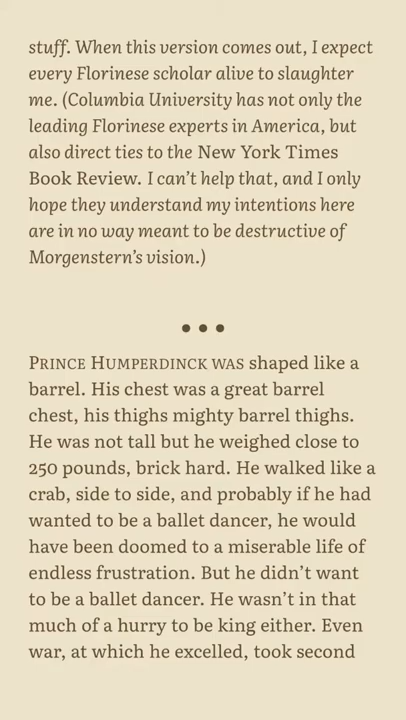 stuff. When this version comes out, I expect
every Florinese scholar alive to slaughter
me. (Columbia University has not only the
leading Florinese experts in America, but
also direct ties to the New York Times
Book Review. I can’t help that, and I only
hope they understand my intentions here
are in no way meant to be destructive of
Morgenstern’s vision.)
•••
PRINCE HUMPERDINCK WAS shaped like a
barrel. His chest was a great barrel
chest, his thighs mighty barrel thighs.
He was not tall but he weighed close to
250 pounds, brick hard. He walked like a
crab, side to side, and probably if he had
wanted to be a ballet dancer, he would
have been doomed to a miserable life of
endless frustration. But he didn’t want
to be a ballet dancer. He wasn’t in that
much of a hurry to be king either. Even
war, at which he excelled, took second